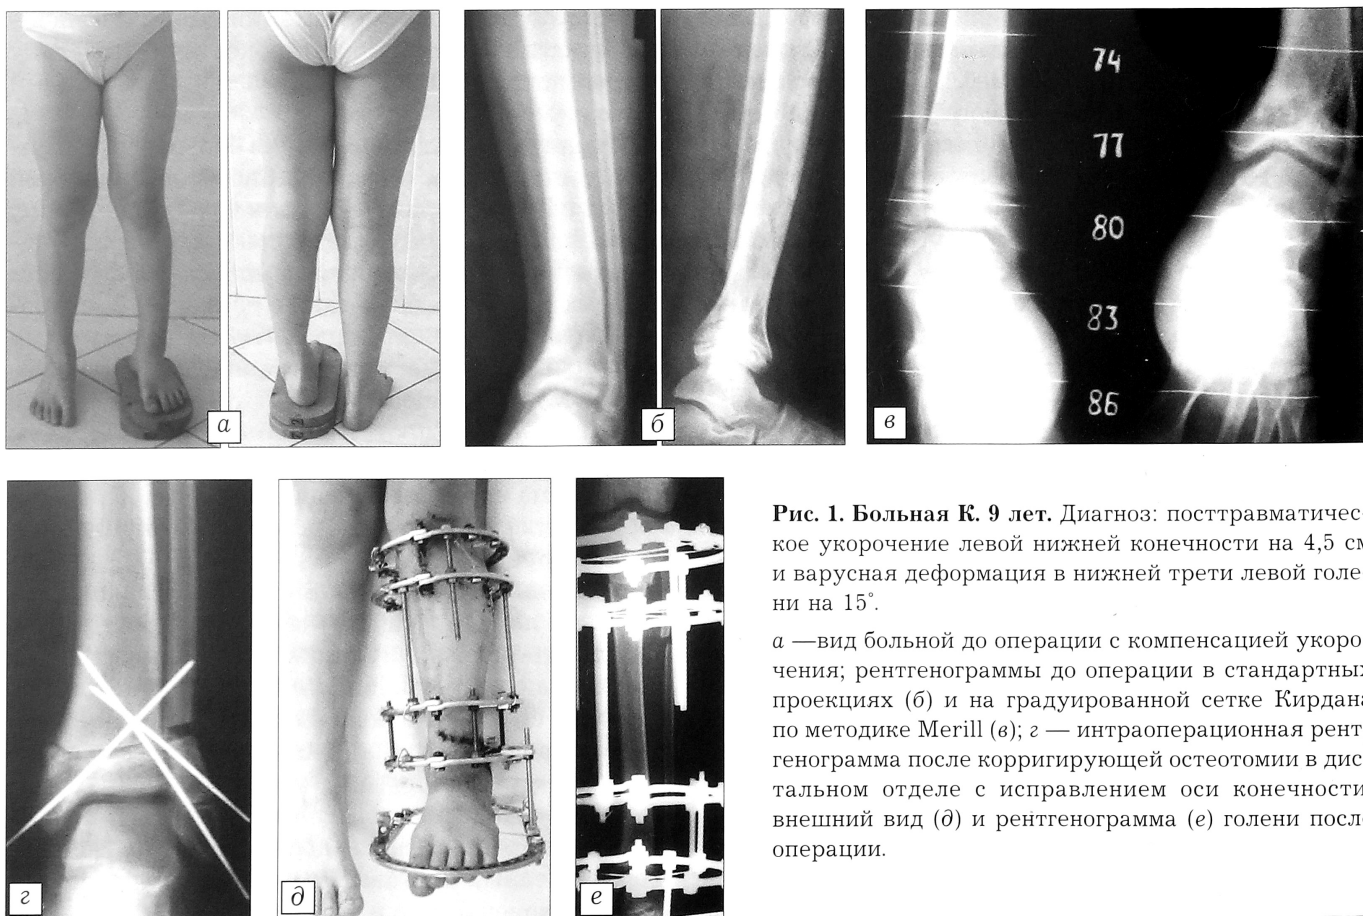 74
77
80
83
86
а
б
в
г
д
е
Рис. 1. Больная К. 9 лет. Диагноз: посттравматичес
кое укорочение левой нижней конечности на 4,5 см
и варусная деформация в нижней трети левой голе
ни на 15°.
а —вид больной до операции с компенсацией укоро
чения; рентгенограммы до операции в стандартных
проекциях (б) и на градуированной сетке Кирдана
по методике Merill (в); г — интраоперационная рент
генограмма после корригирующей остеотомии в дис
тальном отделе с исправлением оси конечности
внешний вид (д) и рентгенограмма (е) голени после
операции.